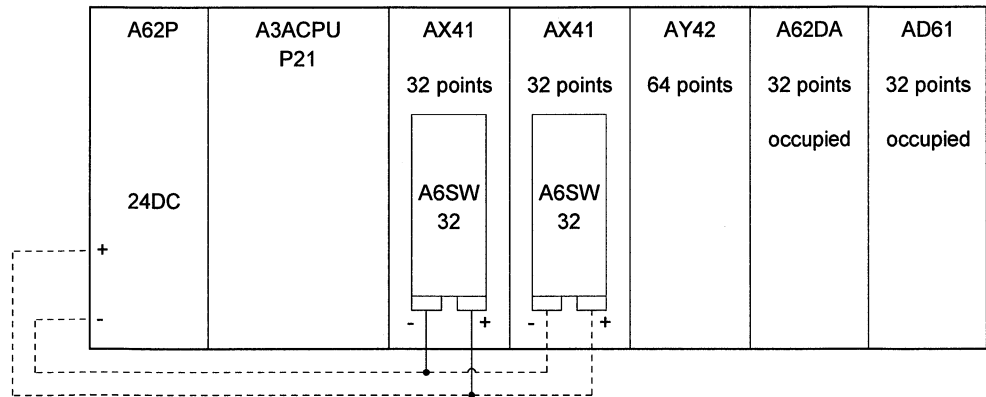 A62P
24DC
+
-
A3ACPU
P21
AX41
32 points
A6SW
32
-
+
AX41
32 points
A6SW
32
-
+
AY42
64 points
A62DA
32 points
occupied
AD61
32 points
occupied